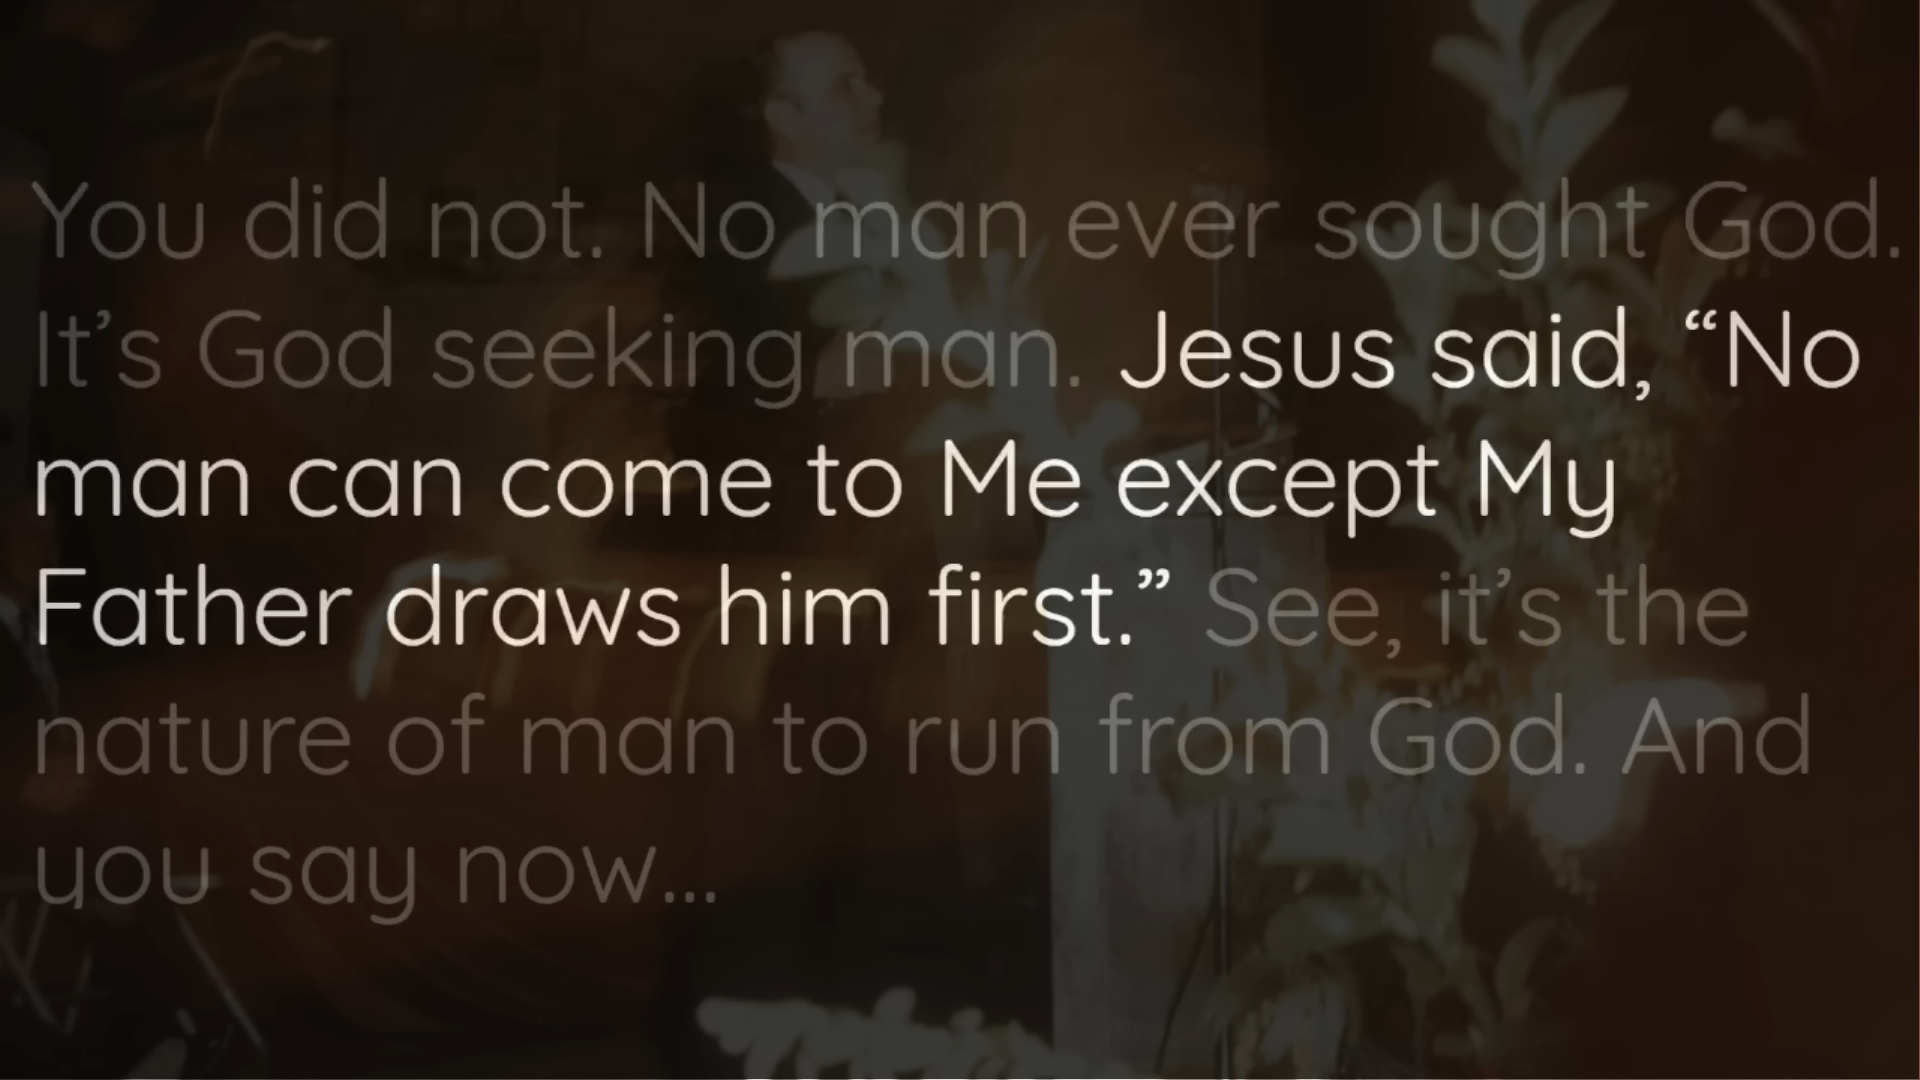 You did not. No man ever sought God.
It’s God seeking man. Jesus said, “No
man can come to Me except My
Father draws him first.” See, it’s the
nature of man to run from God. And
you say now...